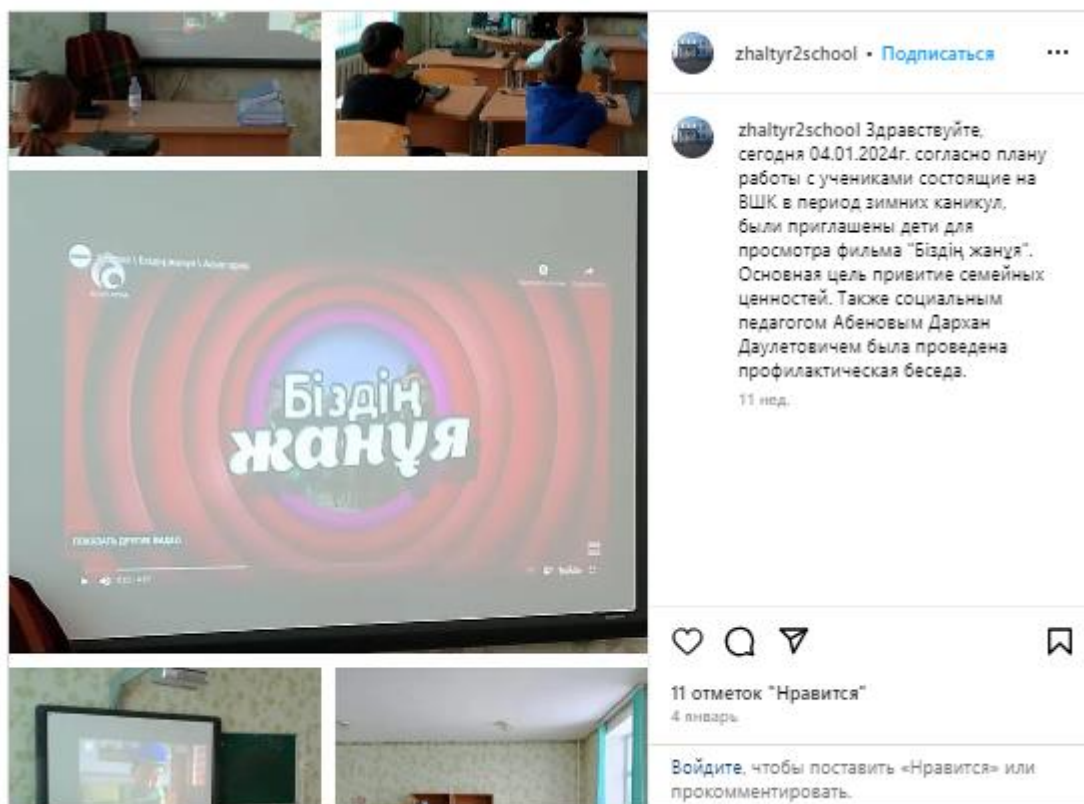 zhaltyr2school • Подписаться
zhaltyr2school Здравствуйте,
сегодня 04.01.2024г. согласно плану
работы с учениками состоящие на
ВШК в период зимних каникул,
были приглашены дети для
просмотра фильма "Біздің жанұя".
Основная цель привитие семейных
ценностей. Также социальным
педагогом Абеновым Дархан
Даулетовичем была проведена
профилактическая беседа.
11 нед.
Біздің
жанұя
ПОКАЗАТЬ ДРУГИЕ ВИДЕО
11 отметок "Нравится"
4 январь
Войдите, чтобы поставить «Нравится» или
прокомментировать.